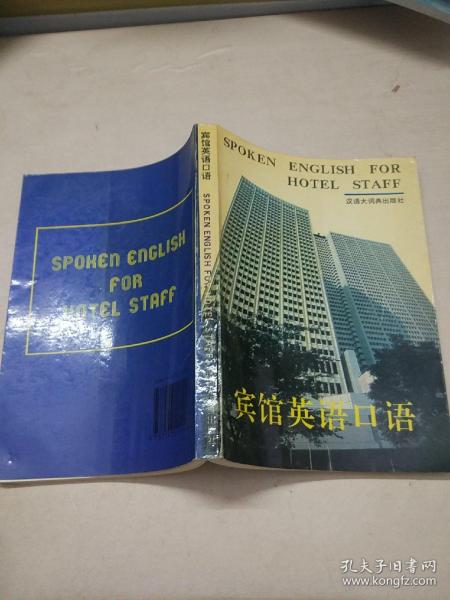 SPOKEN ENGLISH FOR
HOTEL STAFF
汉语大词典出版社
宾馆英语口语
宾馆英语口语
SPOKEN ENGLISH FOR HOTEL STAFF
SPOKEN ENGLISH
FOR
HOTEL STAFF
孔夫子旧书网
www.kongfz.com